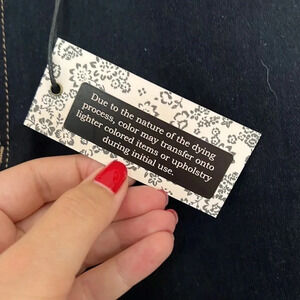 Due to the nature of the dying
process, color may transfer onto
lighter colored items or upholstry
during initial use.